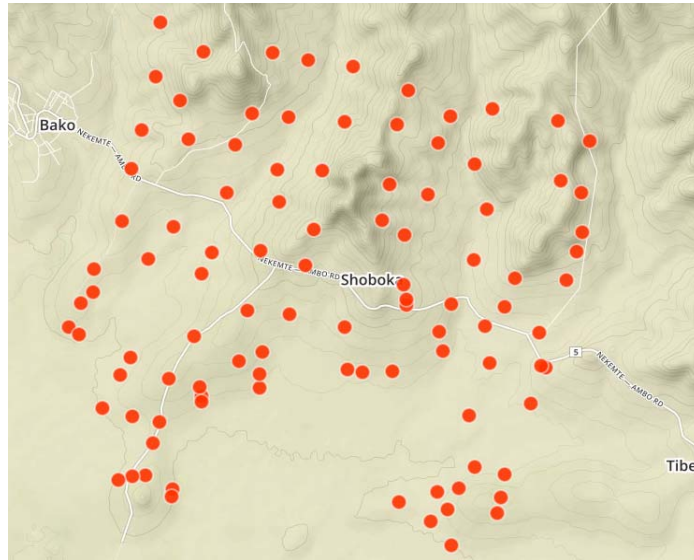 Bako
NEKEMTE — AMBO RD
NEKEMTE — AMBO RD
Shoboka
5
NEKEMTE — AMBO RD
Tibe